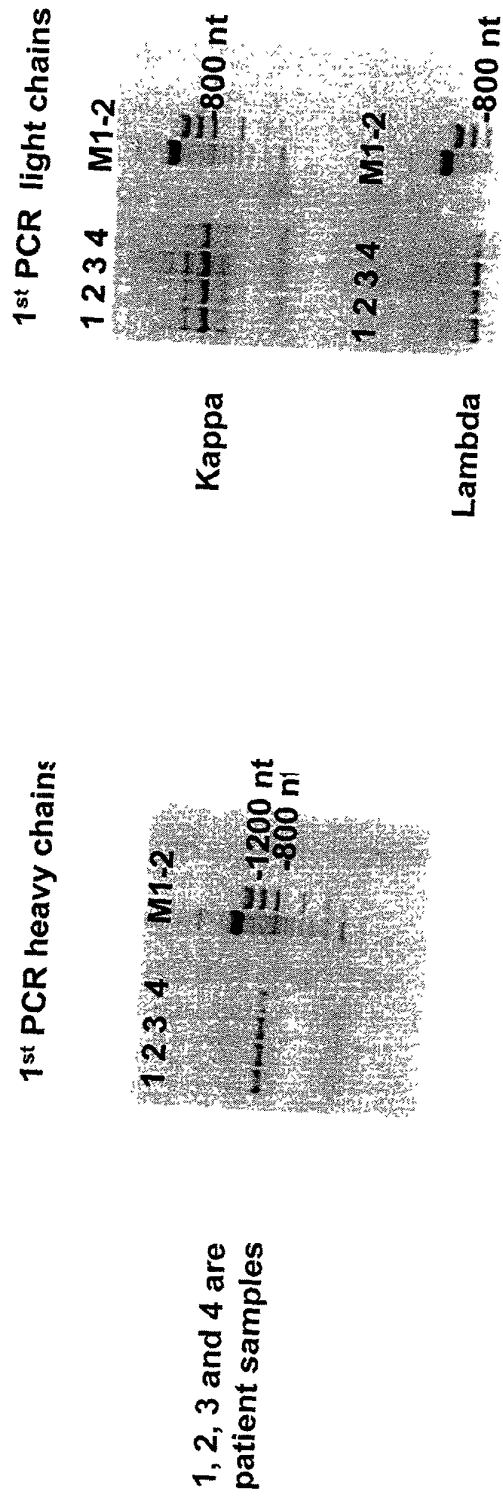 1, 2, 3 and 4 are
patient samples
1st PCR heavy chains
1 2 3 4 M1-2
-1200 nt
-800 n
1st PCR light chains
1 2 3 4 M1-2
Kappa
-800 nt
1 2 3 4 M1-2
Lambda
-800 nt